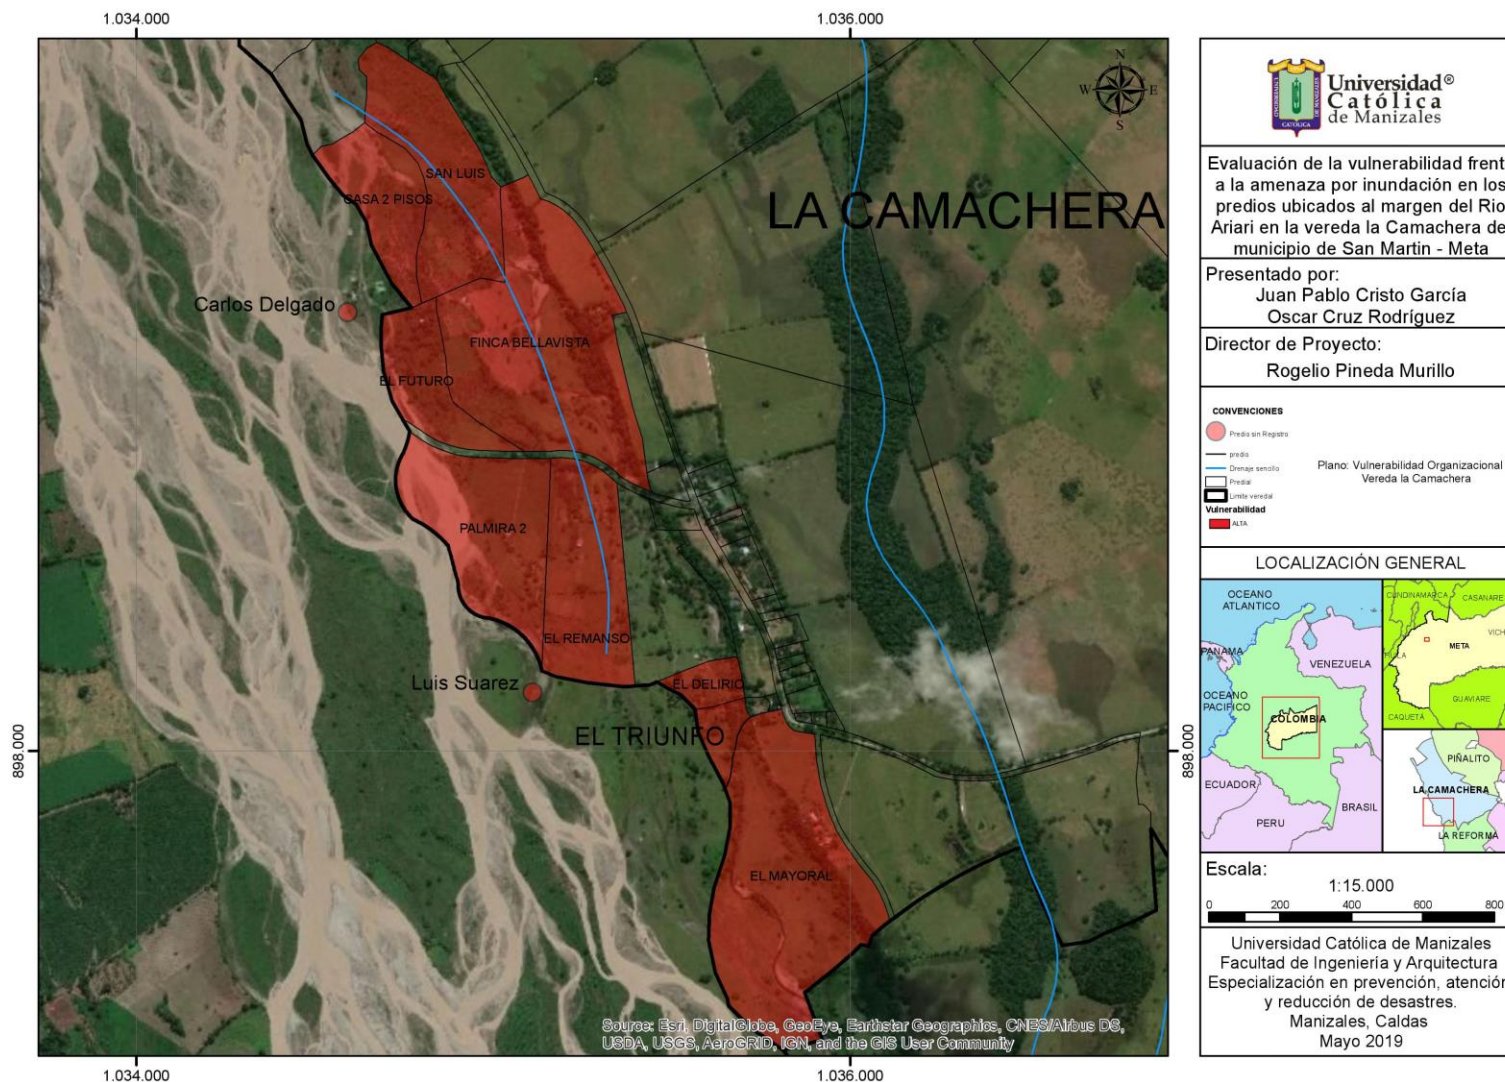 1.034.000
1.036.000
N
W
E
S
SAN LUIS
CASA 2 PISOS
LA CAMACHERA
Carlos Delgado
FINCA BELLAVISTA
EL FUTURO
PALMIRA 2
EL REMANSO
Luis Suarez
EL DELIRIO
EL TRIUNFO
898.000
898.000
EL MAYORAL
Source: Esri, DigitalGlobe, GeoEye, Earthstar Geographics, CNES/Airbus DS,
USDA, USGS, AeroGRID, IGN, and the GIS User Community
1.034.000
1.036.000
Universidad®
Católica
de Manizales
Evaluación de la vulnerabilidad frent
a la amenaza por inundación en los
predios ubicados al margen del Rio
Ariari en la vereda la Camachera de
municipio de San Martin - Meta
Presentado por:
Juan Pablo Cristo García
Oscar Cruz Rodríguez
Director de Proyecto:
Rogelio Pineda Murillo
CONVENCIONES
Predio sin Registro
predio
Drenaje sencillo
Predial
Limite veredal
Vulnerabilidad
ALTA
Plano: Vulnerabilidad Organizacional
Vereda la Camachera
LOCALIZACIÓN GENERAL
OCEANO
ATLANTICO
PANAMA
VENEZUELA
OCEANO
PACIFICO
COLOMBIA
ECUADOR
BRASIL
PERU
CUNDINAMARCA
CASANARE
VICH
META
GUAVIARE
CAQUETÁ
PIÑALITO
LA CAMACHERA
LA REFORMA
Escala:
1:15.000
0 200 400 600 800
Universidad Católica de Manizales
Facultad de Ingeniería y Arquitectura
Especialización en prevención, atención
y reducción de desastres.
Manizales, Caldas
Mayo 2019